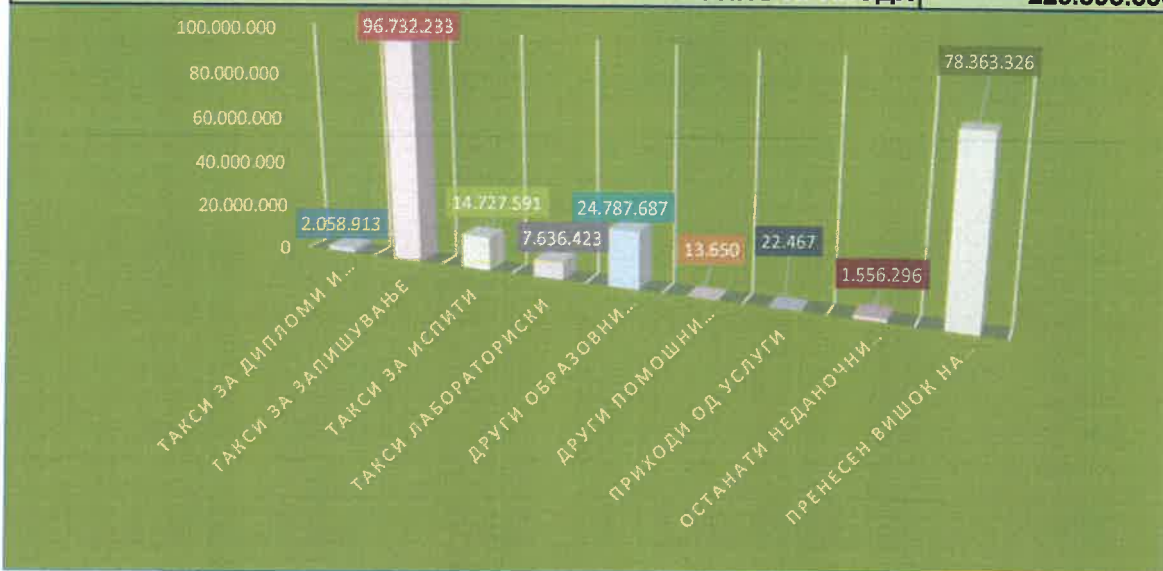 100.000.000
80.000.000
60.000.000
40.000.000
20.000.000
0
2.058.913
96.732.233
14.727.591
7.636.423
24.787.687
13.650
22.467
1.556.296
78.363.326
ТАКСИ ЗА ДИПЛОМИ И...
ТАКСИ ЗА ЗАПИШУВАЊЕ
ТАКСИ ЗА ИСПИТИ
ТАКСИ ЛАБОРАТОРИСКИ
ДРУГИ ОБРАЗОВНИ...
ДРУГИ ПОМОШНИ...
ПРИХОДИ ОД УСЛУГИ
ОСТАНАТИ НЕДАНОЧНИ...
ПРЕНЕСЕН ВИШОК НА...